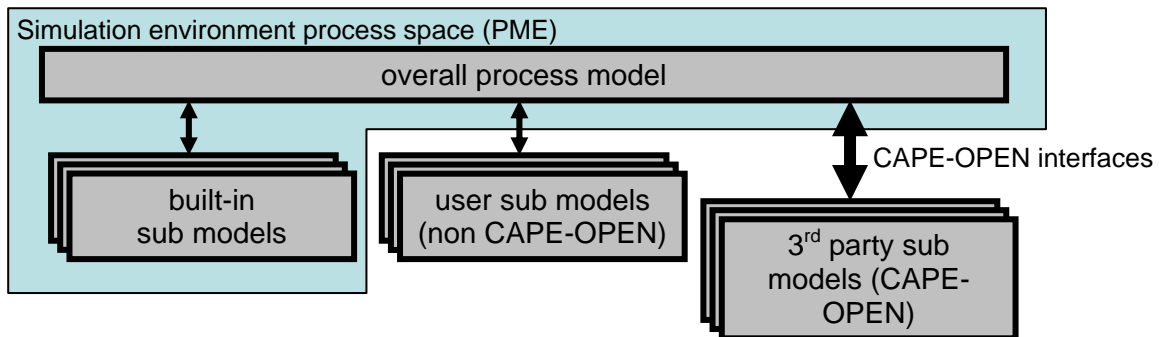 Simulation environment process space (PME)
overall process model
CAPE-OPEN interfaces
built-in
sub models
user sub models
(non CAPE-OPEN)
3rd party sub
models (CAPE-
OPEN)